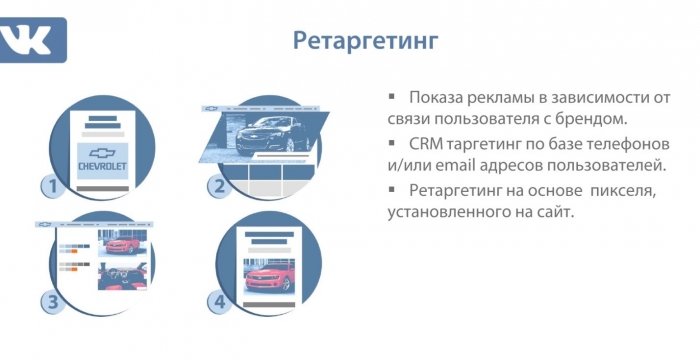 VK
Ретаргетинг
CHEVROLET
1
2
3
4
▪ Показа рекламы в зависимости от
связи пользователя с брендом.
▪ CRM таргетинг по базе телефонов
и/или email адресов пользователей.
▪ Ретаргетинг на основе пикселя,
установленного на сайт.